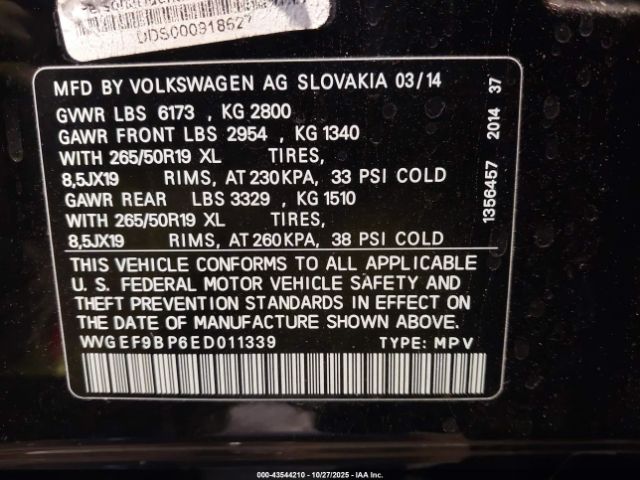 DDSC000918627
MFD BY VOLKSWAGEN AG SLOVAKIA 03/14
GVWR LBS 6173 , KG 2800
GAWR FRONT LBS 2954 , KG 1340
WITH 265/50R19 XL TIRES,
8,5JX19 RIMS, AT 230KPA, 33 PSI COLD
GAWR REAR LBS 3329 , KG 1510
WITH 265/50R19 XL TIRES,
8,5JX19 RIMS, AT 260KPA, 38 PSI COLD
THIS VEHICLE CONFORMS TO ALL APPLICABLE
U. S. FEDERAL MOTOR VEHICLE SAFETY AND
THEFT PREVENTION STANDARDS IN EFFECT ON
THE DATE OF MANUFACTURE SHOWN ABOVE.
WVGEF9BP6ED011339 TYPE: MPV
1356457 2014 37
000-43544210 | 10/27/2025 | IAA Inc.